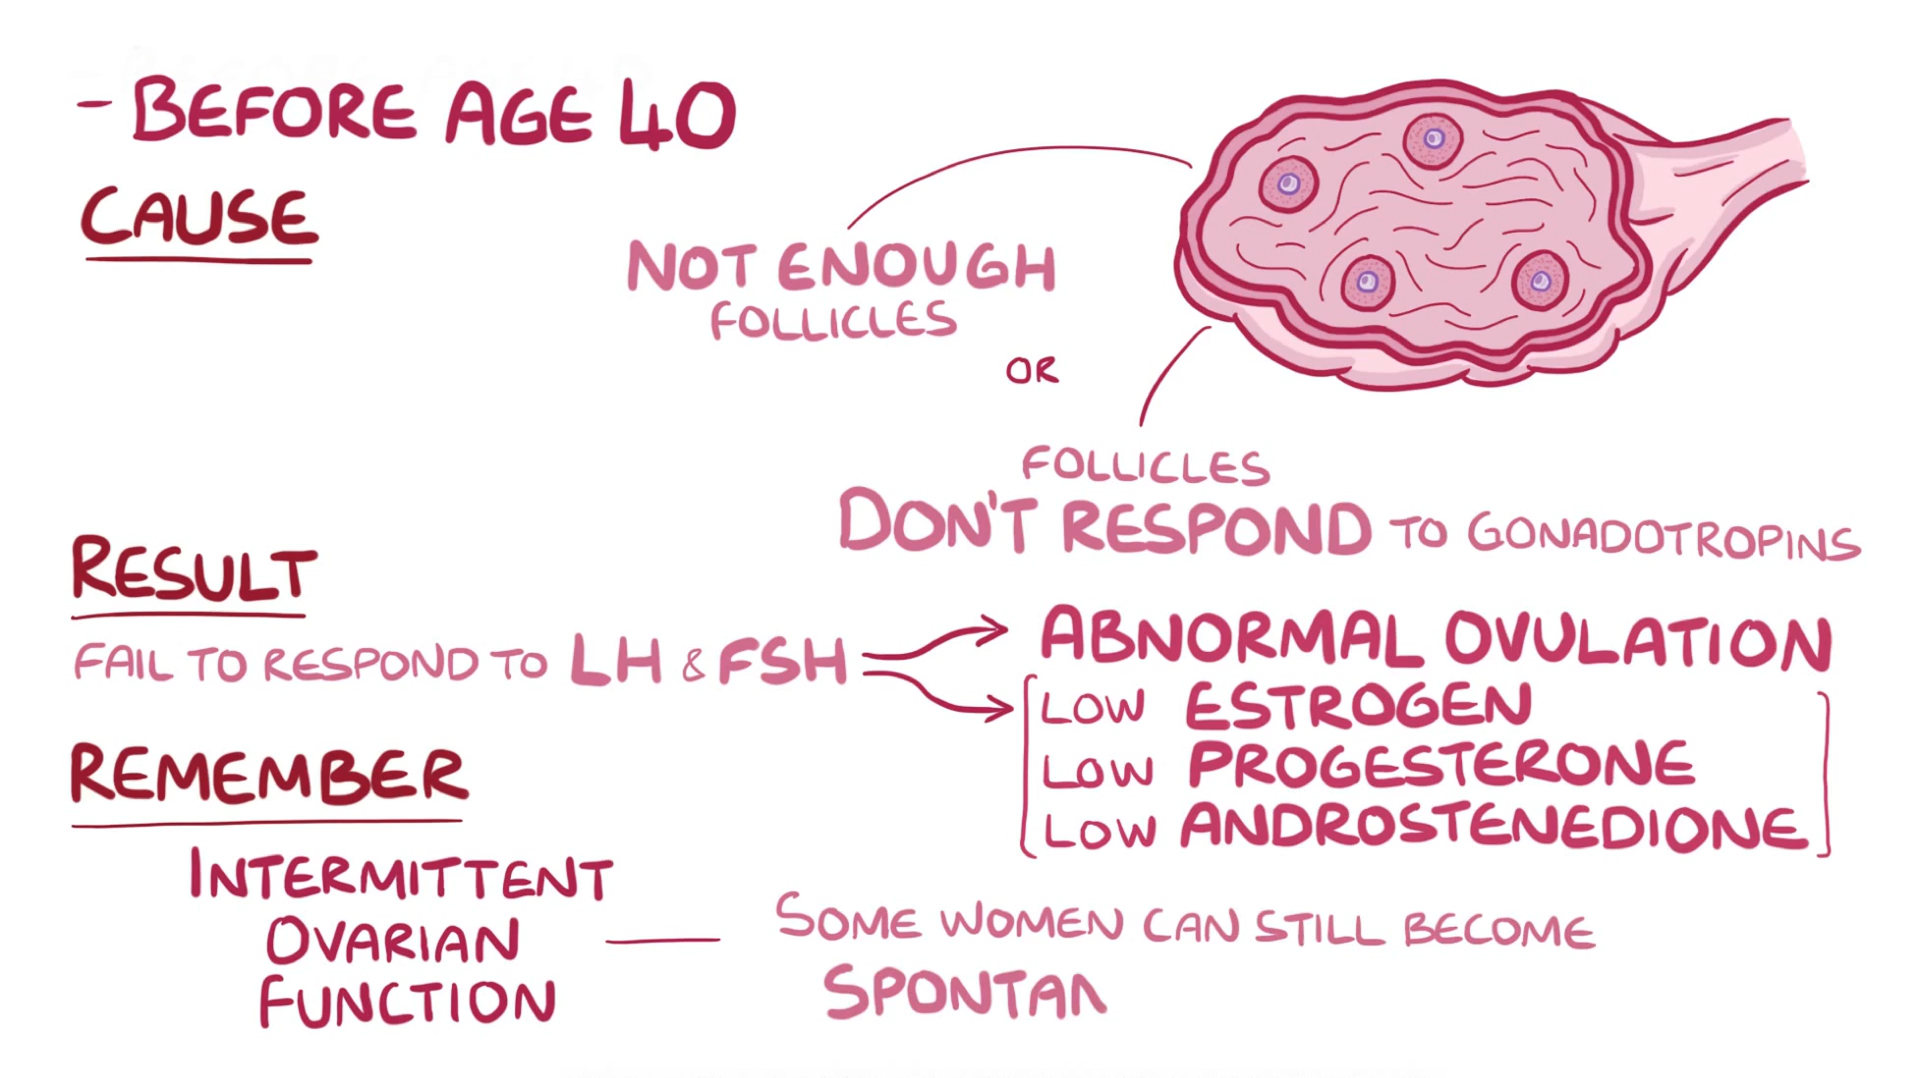 - BEFORE AGE 40
CAUSE
NOT ENOUGH
FOLLICLES
OR
FOLLICLES
DON'T RESPOND TO GONADOTROPINS
RESULT
FAIL TO RESPOND TO LH & FSH
ABNORMAL OVULATION
LOW ESTROGEN
LOW PROGESTERONE
LOW ANDROSTENEDIONE
REMEMBER
INTERMITTENT
OVARIAN
FUNCTION
SOME WOMEN CAN STILL BECOME
SPONTAN